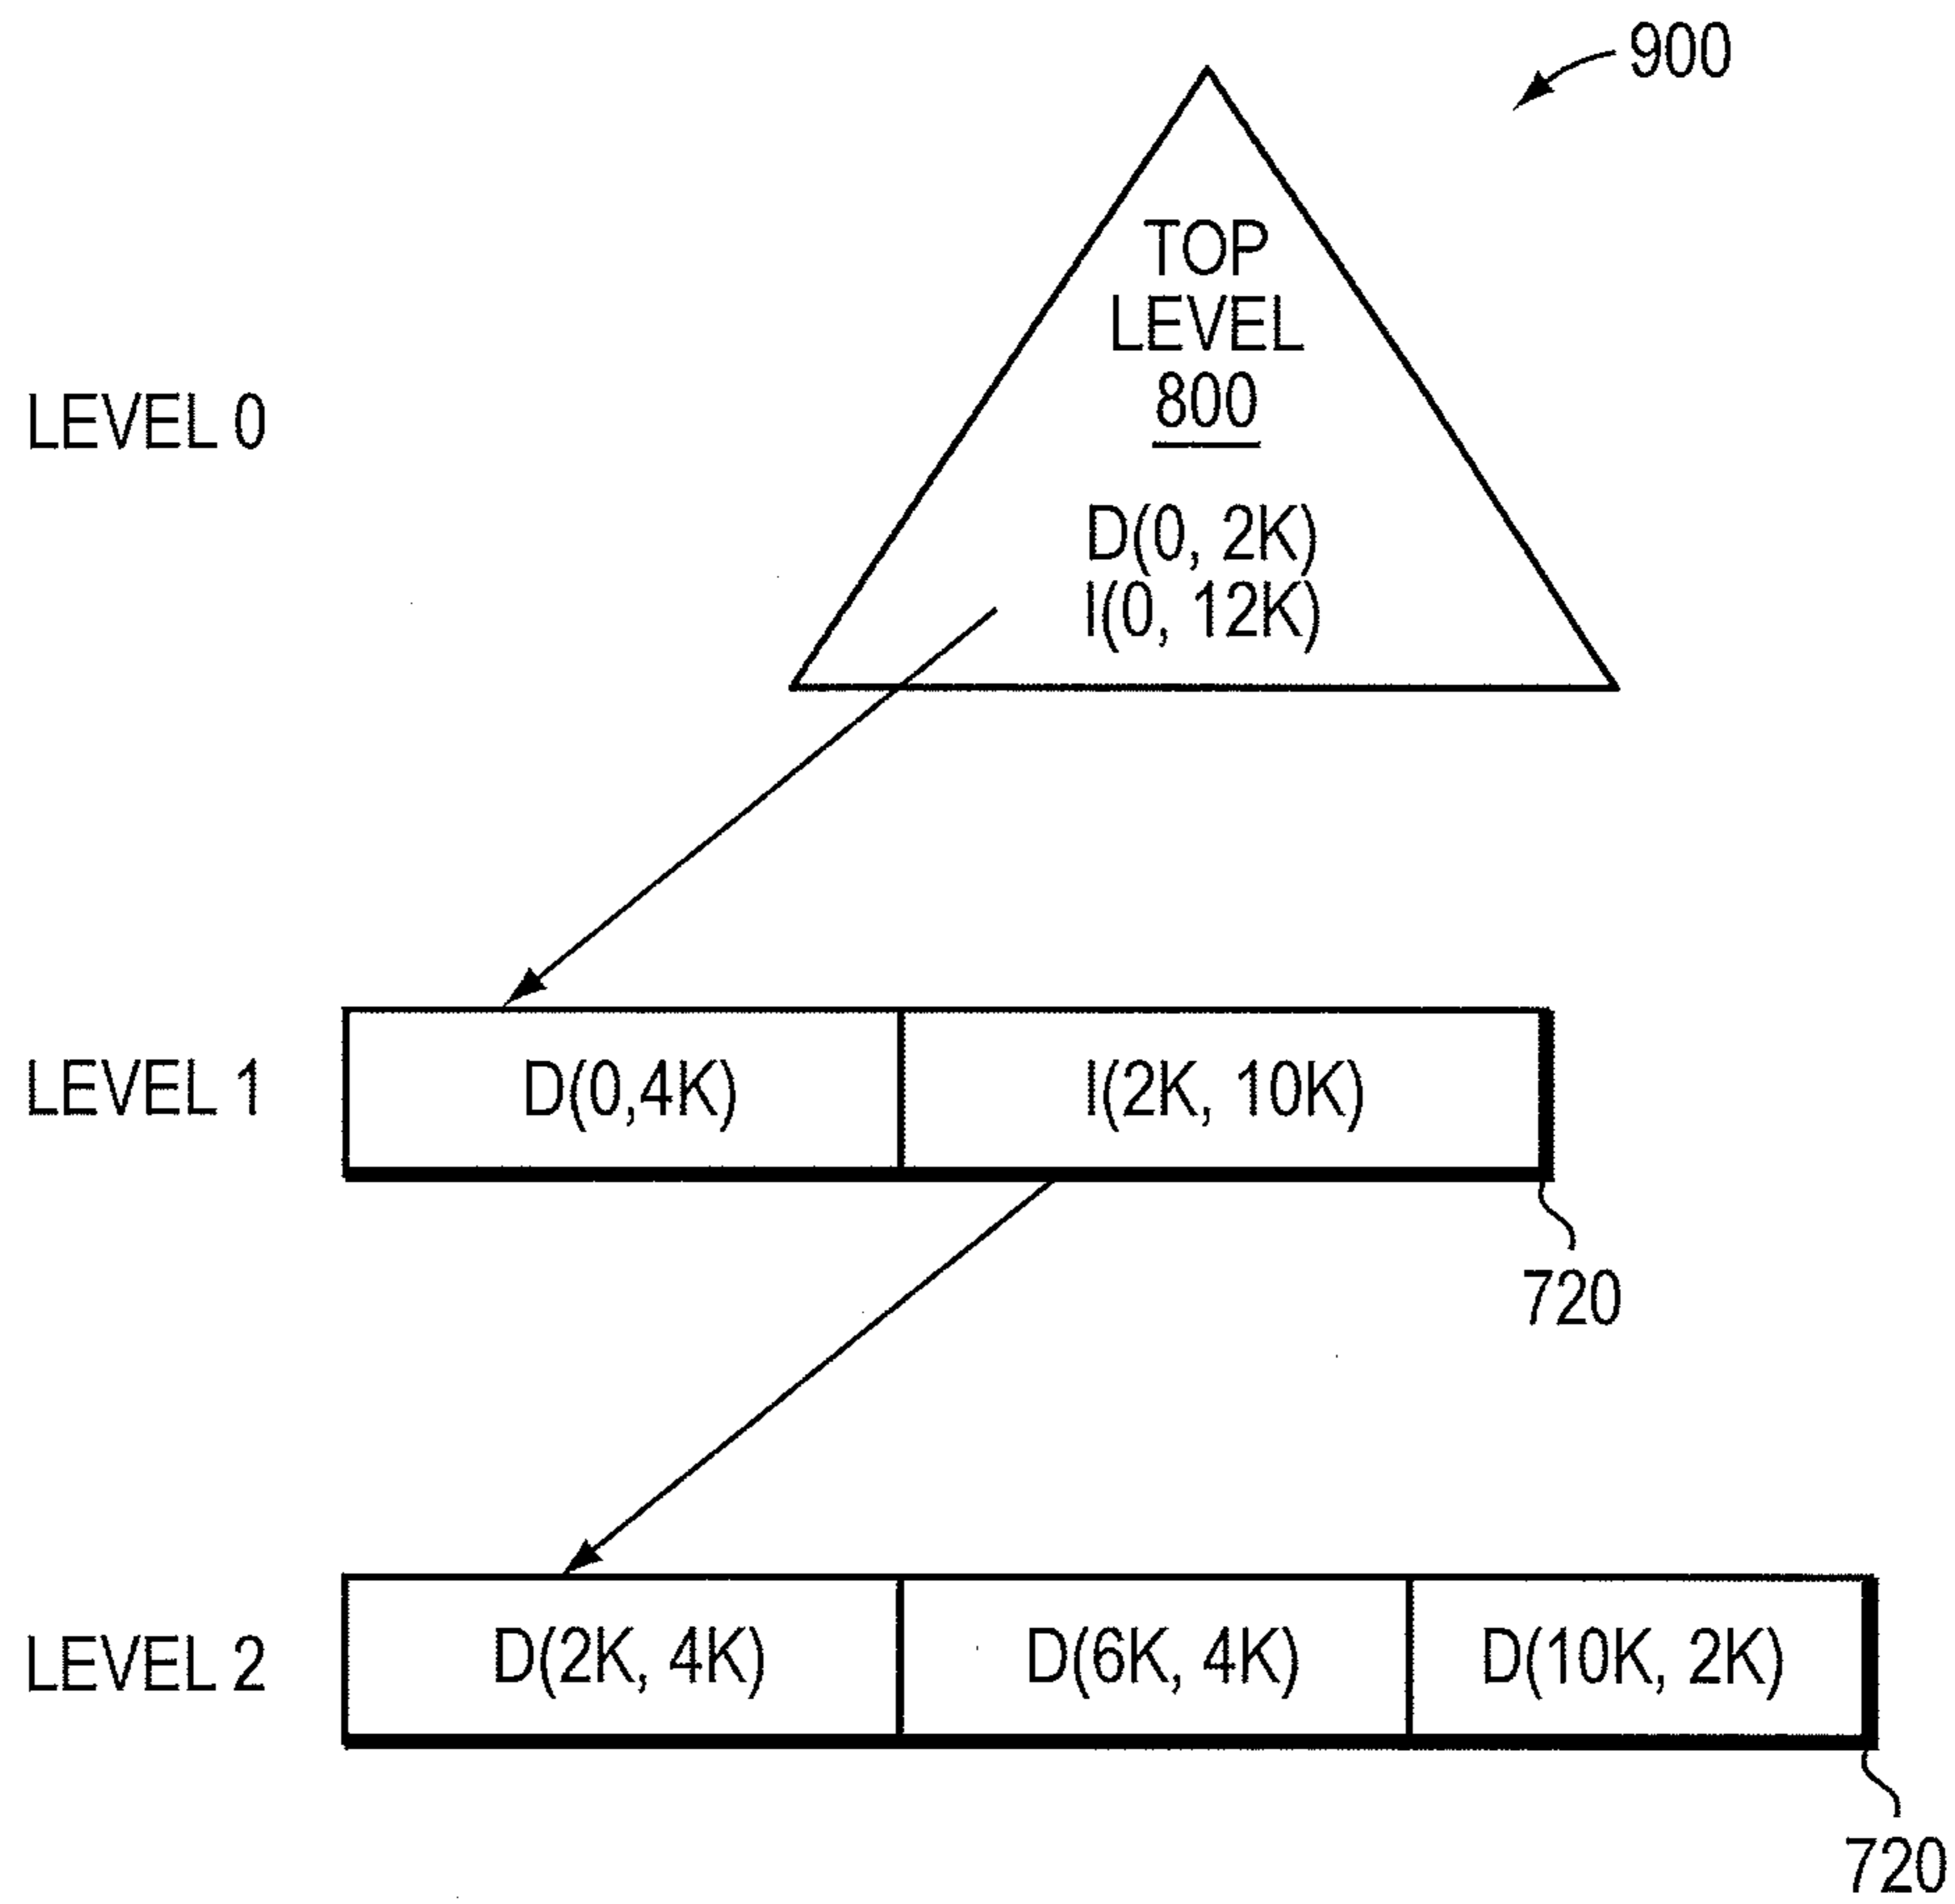 900
TOP
LEVEL
800
LEVEL 0
D(0, 2K)
I(0, 12K)
LEVEL 1
D(0,4K)
I(2K, 10K)
720
LEVEL 2
D(2K, 4K)
D(6K, 4K)
D(10K, 2K)
720